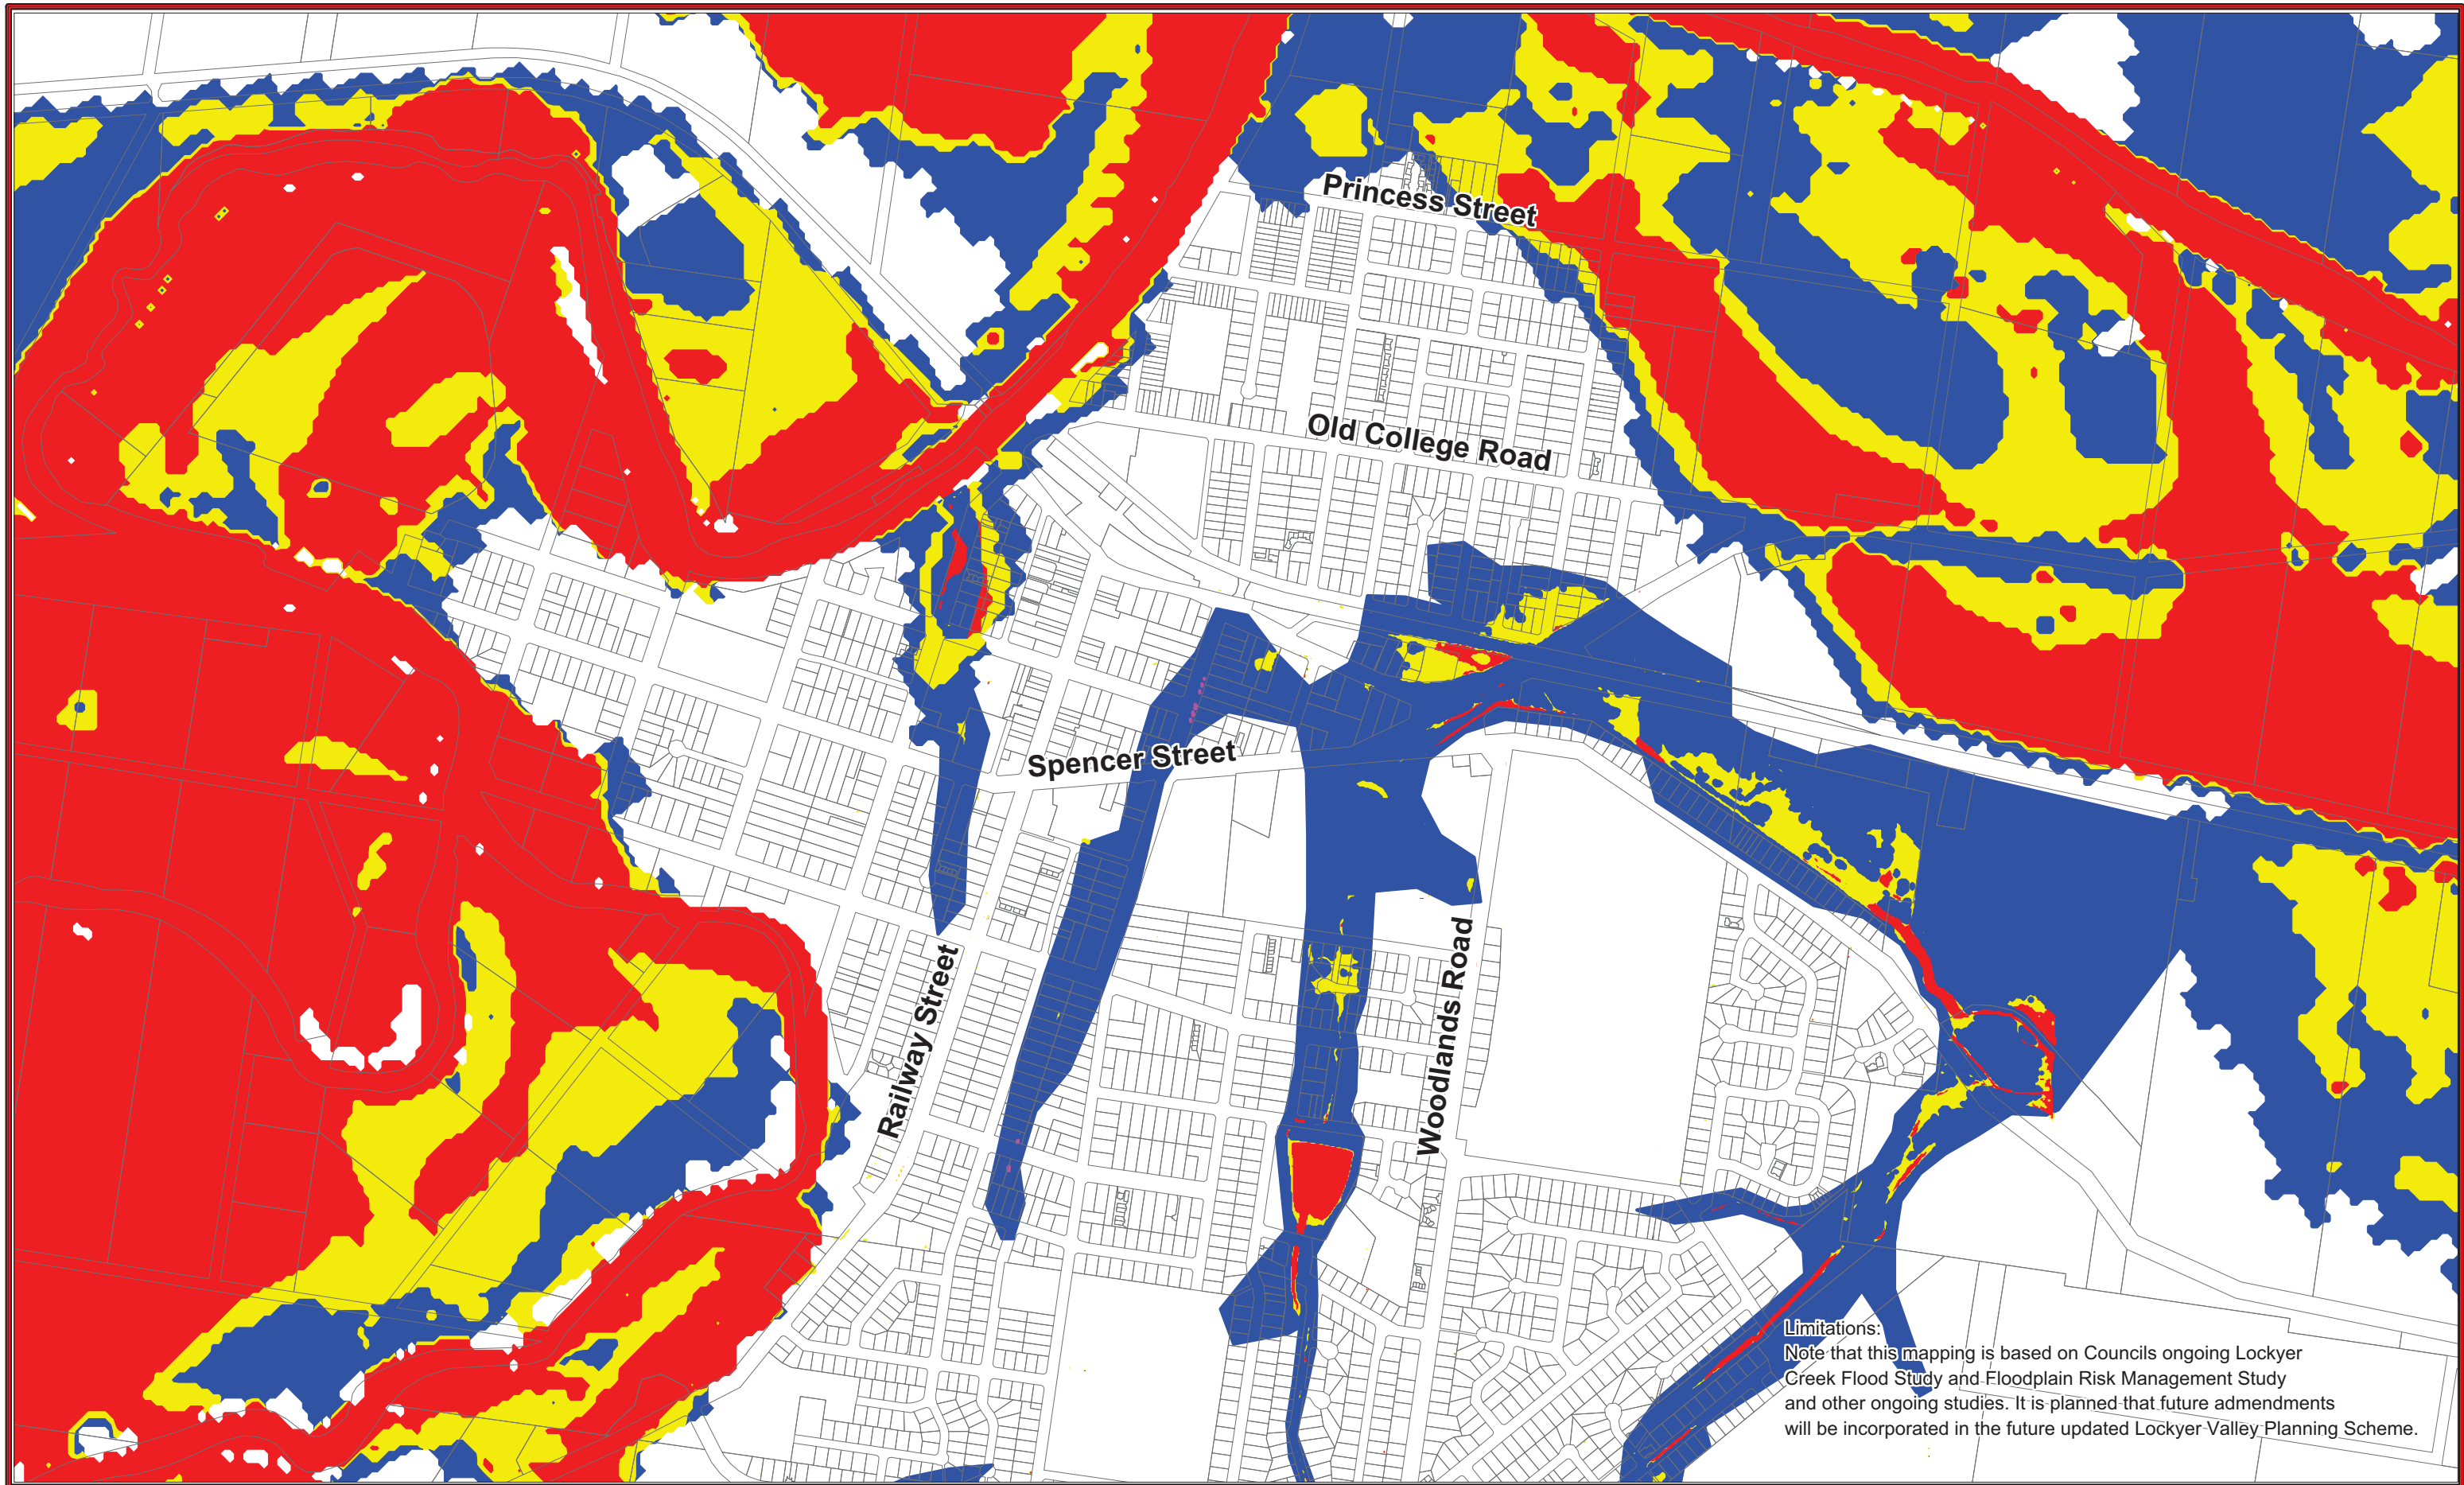 Princess Street
Old College Road
Spencer Street
Railway Street
Woodlands Road
Limitations:
Note that this mapping is based on Councils ongoing Lockyer
Creek Flood Study and Floodplain Risk Management Study
and other ongoing studies. It is planned that future admendments
will be incorporated in the future updated Lockyer Valley Planning Scheme.